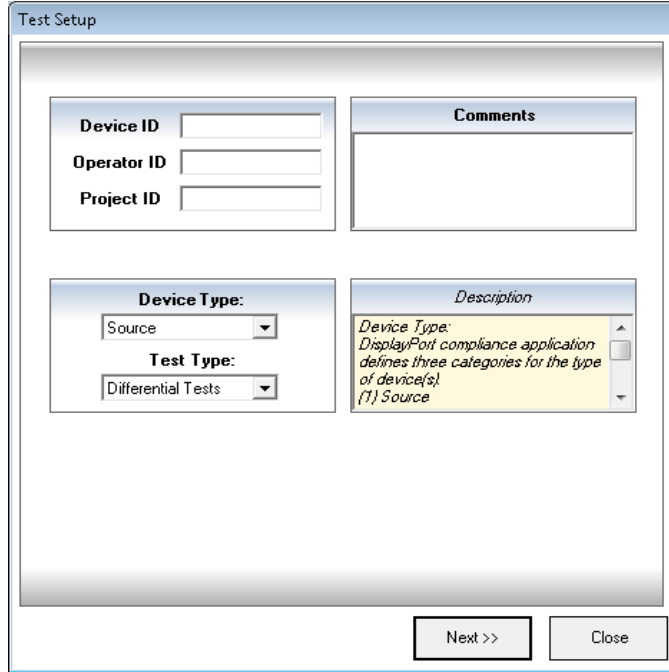 Test Setup
Device ID
Operator ID
Project ID
Comments
Device Type:
Source
Test Type:
Differential Tests
Description
Device Type:
DisplayPort compliance application
defines three categories for the type
of device(s).
(1) Source
Next >>
Close